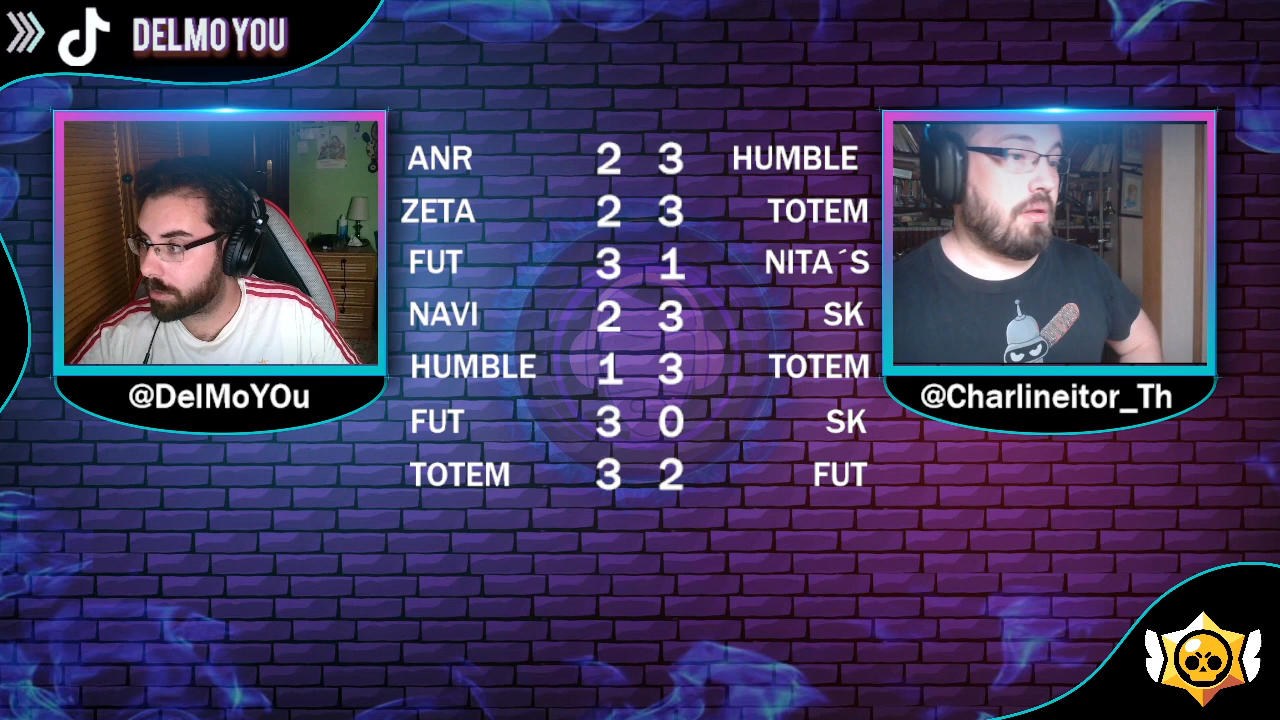 DELMO YOU
ANR 2 3 HUMBLE
ZETA 2 3 TOTEM
FUT 3 1 NITA´S
NAVI 2 3 SK
HUMBLE 1 3 TOTEM
FUT 3 0 SK
TOTEM 3 2 FUT
@DelMoYOu
@Charlineitor_Th